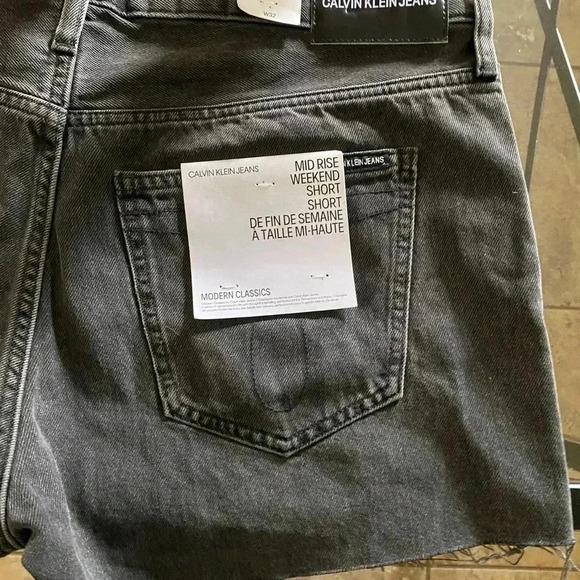 CALVIN KLEIN JEANS
W32
CALVIN KLEIN JEANS
MID RISE
WEEKEND
SHORT
SHORT
DE FIN DE SEMAINE
À TAILLE MI-HAUTE
KLEIN JEANS
MODERN CLASSICS